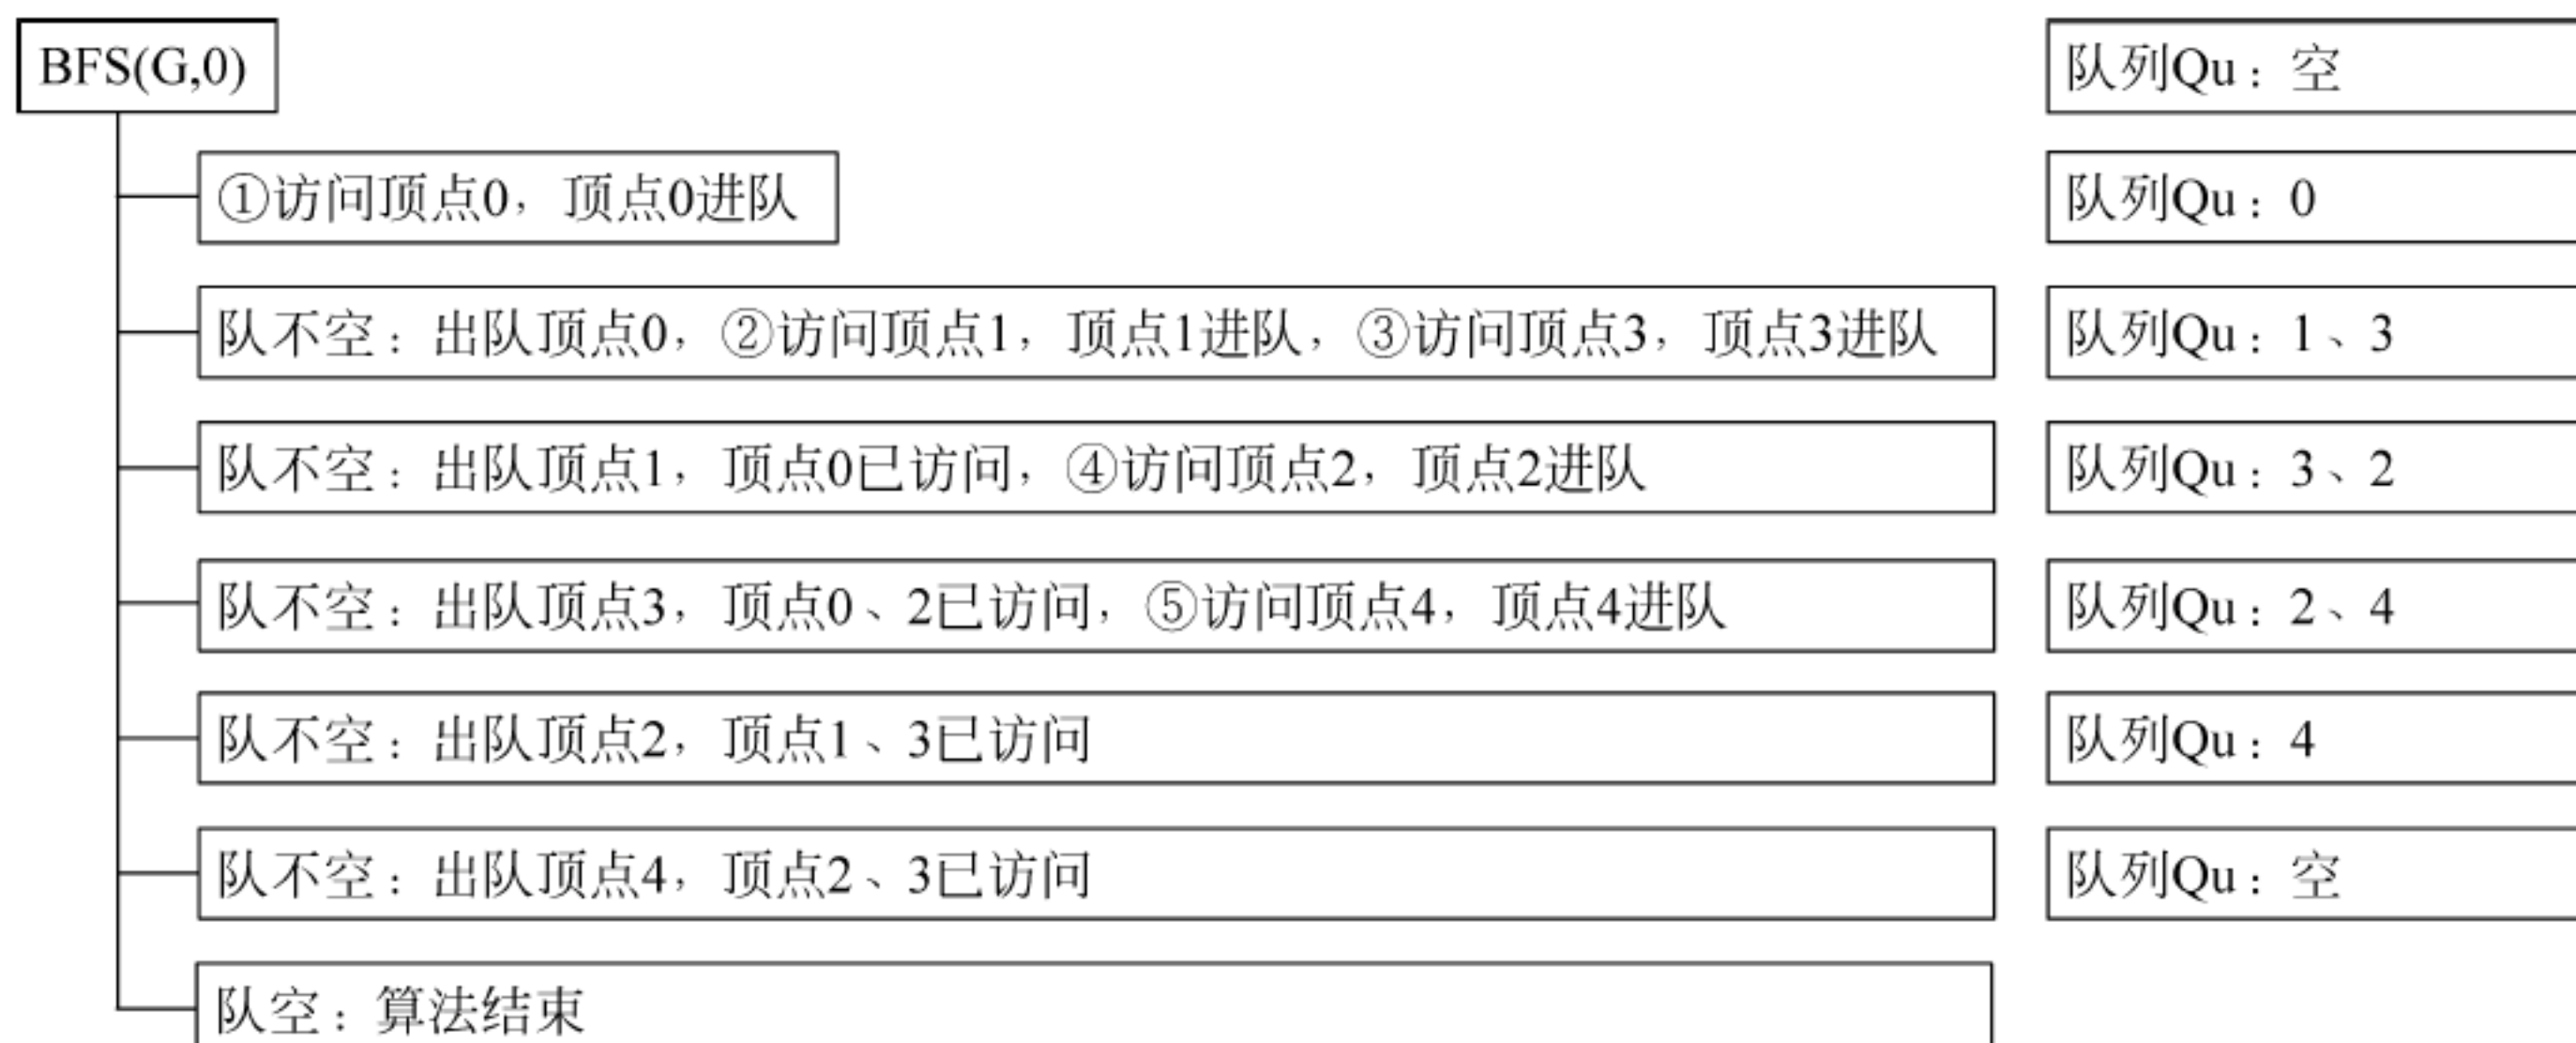 BFS(G,0)
队列Qu：空
①访问顶点0，顶点0进队
队列Qu：0
队不空：出队顶点0，②访问顶点1，顶点1进队，③访问顶点3，顶点3进队
队列Qu：1、3
队不空：出队顶点1，顶点0已访问，④访问顶点2，顶点2进队
队列Qu：3、2
队不空：出队顶点3，顶点0、2已访问，⑤访问顶点4，顶点4进队
队列Qu：2、4
队不空：出队顶点2，顶点1、3已访问
队列Qu：4
队不空：出队顶点4，顶点2、3已访问
队列Qu：空
队空：算法结束